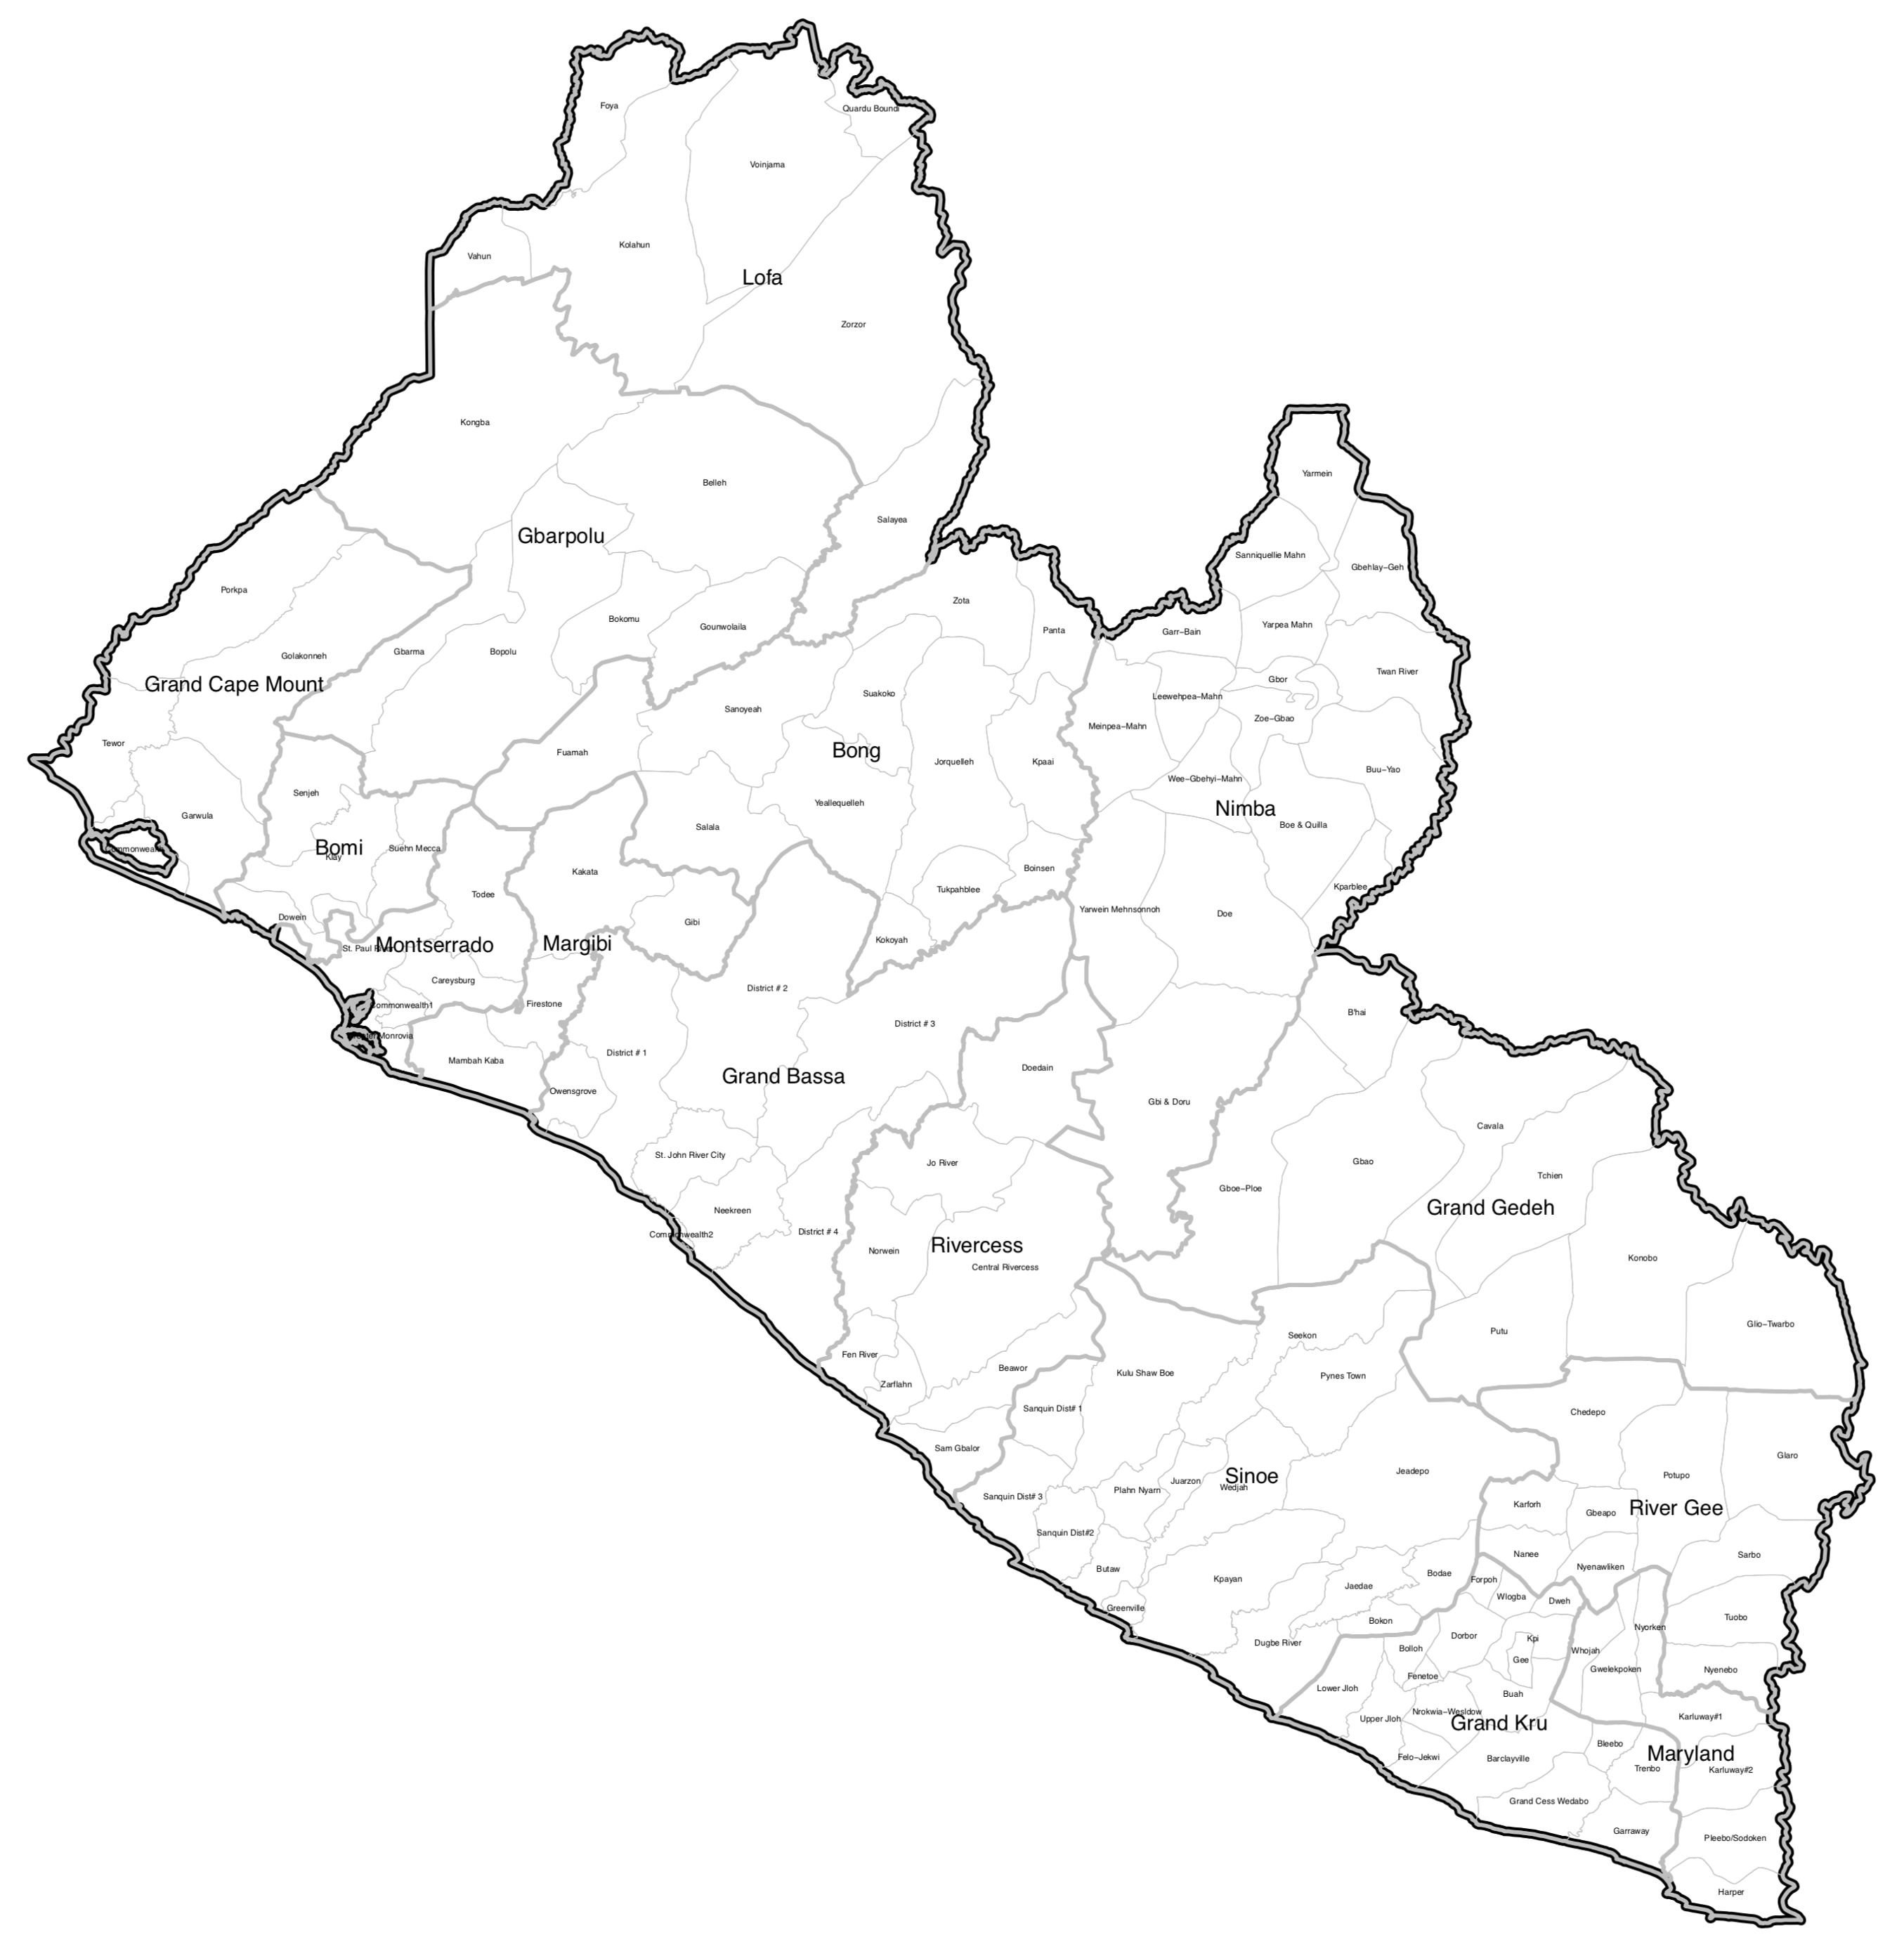 Foya
Quardu Boundi
Voinjama
Kolahun
Vahun
Lofa
Zorzor
Kongba
Yarmein
Belleh
Salayea
Gbarpolu
Sanniquellie Mahn
Gbehlay-Geh
Porkpa
Zota
Bokomu
Gounwolaila
Panta
Garr-Bain
Yarpea Mahn
Golakonneh
Gbarma
Bopolu
Twan River
Grand Cape Mount
Gbor
Suakoko
Leewehpea-Mahn
Sanoyeah
Zoe-Gbao
Meinpea-Mahn
Tewor
Fuamah
Bong
Jorquelleh
Kpaai
Buu-Yao
Wee-Gbehyi-Mahn
Senjeh
Yeallequelleh
Nimba
Garwula
Salala
Boe & Quilla
Bomi
Suehn Mecca
Klay
Kakata
Boinsen
Todee
Tukpahblee
Kparblee
Dowein
Gibi
Yarwein Mehnsonnoh
Doe
Kokoyah
Montserrado
Margibi
St. Paul River
Careysburg
District # 2
Commonwealth1
Firestone
B'hai
District # 3
Greater Monrovia
Mambah Kaba
District # 1
Doedain
Grand Bassa
Owensgrove
Gbi & Doru
Cavala
St. John River City
Jo River
Gbao
Tchien
Gboe-Ploe
Grand Gedeh
Neekreen
Commonwealth2
District # 4
Rivercess
Norwein
Central Rivercess
Konobo
Glio-Twarbo
Putu
Seekon
Fen River
Beawor
Kulu Shaw Boe
Pynes Town
Zarflahn
Sanquin Dist# 1
Chedepo
Sam Gbalor
Glaro
Jeadepo
Potupo
Sinoe
Juarzon
Wedjah
Plahn Nyarn
Sanquin Dist# 3
Karforh
River Gee
Gbeapo
Sanquin Dist#2
Nanee
Sarbo
Butaw
Nyenawliken
Bodae
Kpayan
Forpoh
Jaedae
Wlogba
Dweh
Greenville
Tuobo
Bokon
Nyorken
Dugbe River
Dorbor
Kpi
Bolloh
Whojah
Gee
Gwelekpoken
Nyenebo
Fenetoe
Lower Jloh
Buah
Nrokwia-Wesldow
Upper Jloh
Grand Kru
Karluway#1
Bleebo
Maryland
Felo-Jekwi
Barclayville
Trenbo
Karluway#2
Grand Cess Wedabo
Garraway
Pleebo/Sodoken
Harper